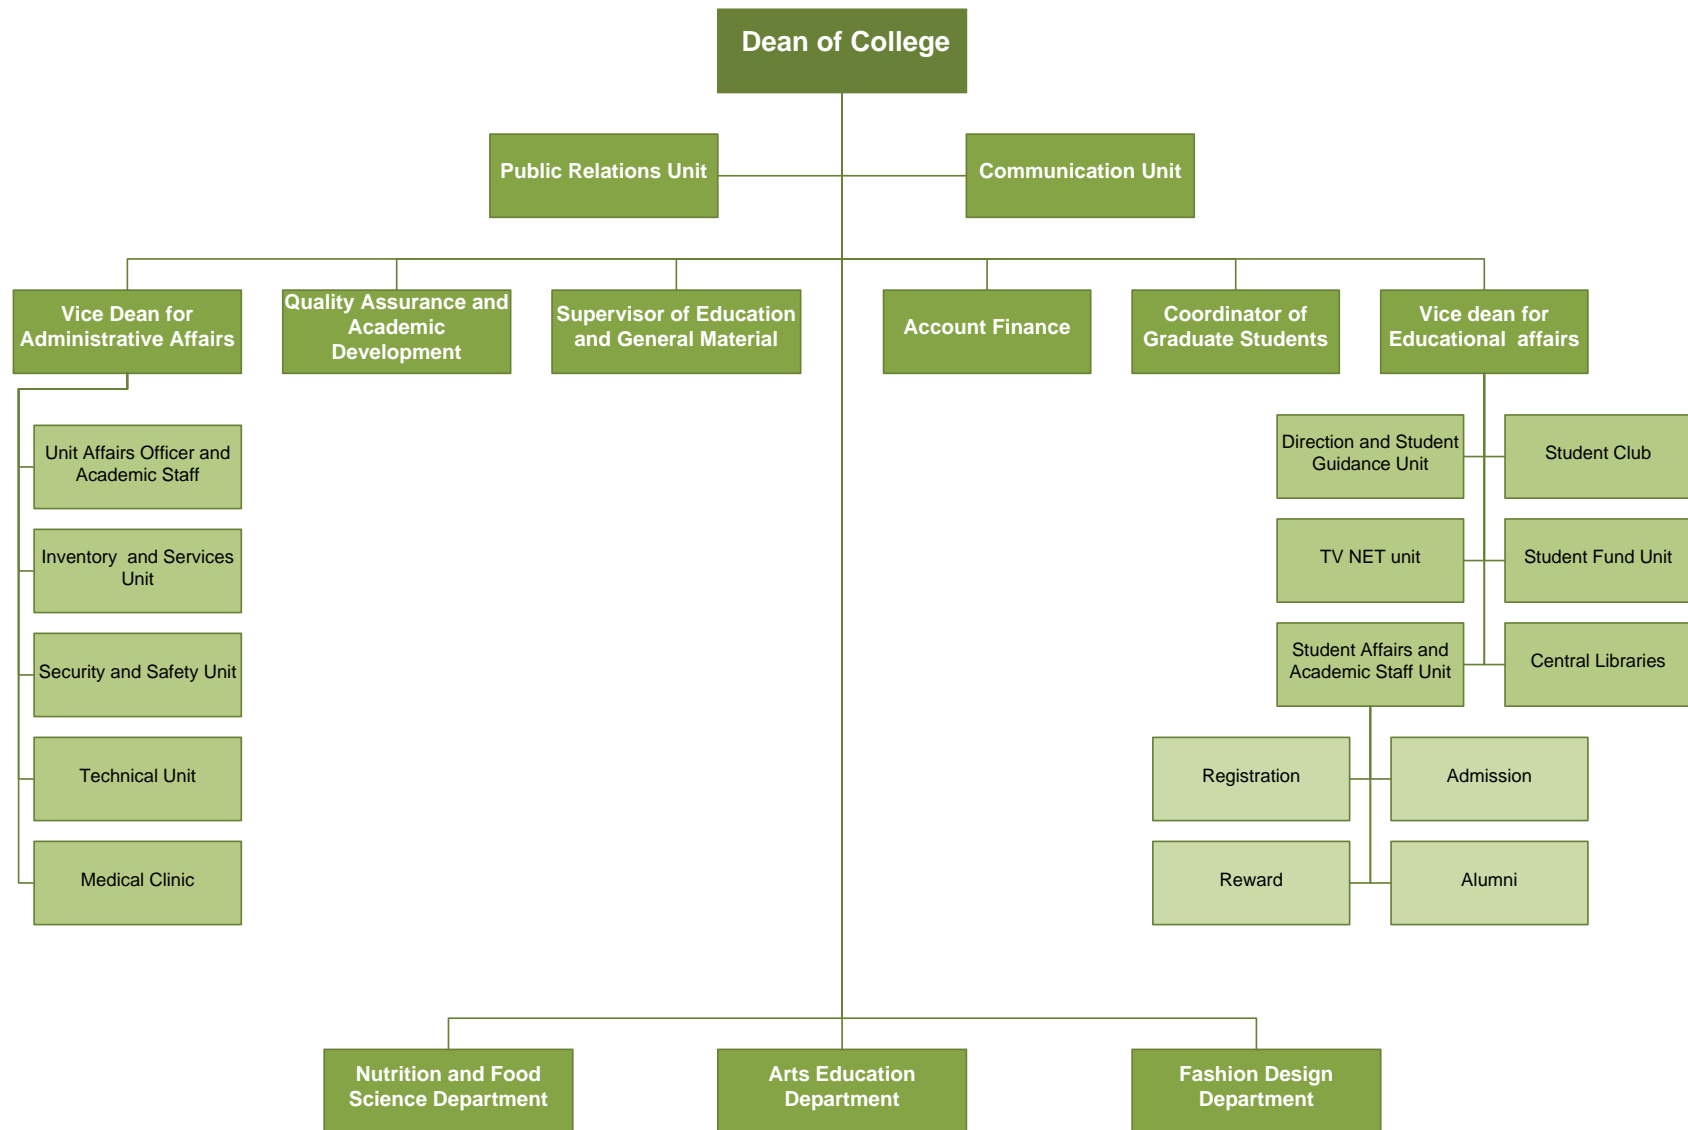 Dean of College
Public Relations Unit
Communication Unit
Vice Dean for
Administrative Affairs
Quality Assurance and
Academic
Development
Supervisor of Education
and General Material
Account Finance
Coordinator of
Graduate Students
Vice dean for
Educational  affairs
Unit Affairs Officer and
Academic Staff
Inventory  and Services
Unit
Security and Safety Unit
Technical Unit
Medical Clinic
Direction and Student
Guidance Unit
Student Club
TV NET unit
Student Fund Unit
Student Affairs and
Academic Staff Unit
Central Libraries
Registration
Admission
Reward
Alumni
Nutrition and Food
Science Department
Arts Education
Department
Fashion Design
Department